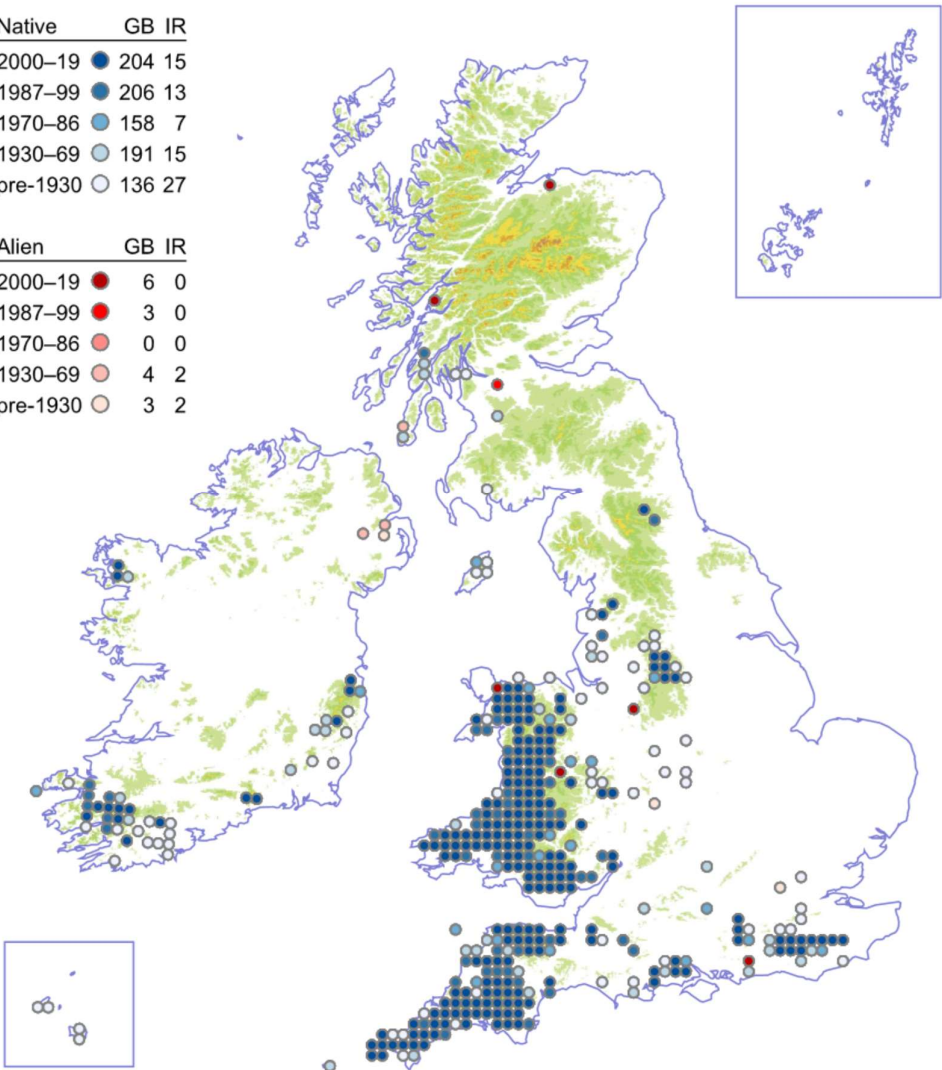 Native GB IR
2000–19 204 15
1987–99 206 13
1970–86 158 7
1930–69 191 15
pre-1930 136 27
Alien GB IR
2000–19 6 0
1987–99 3 0
1970–86 0 0
1930–69 4 2
pre-1930 3 2